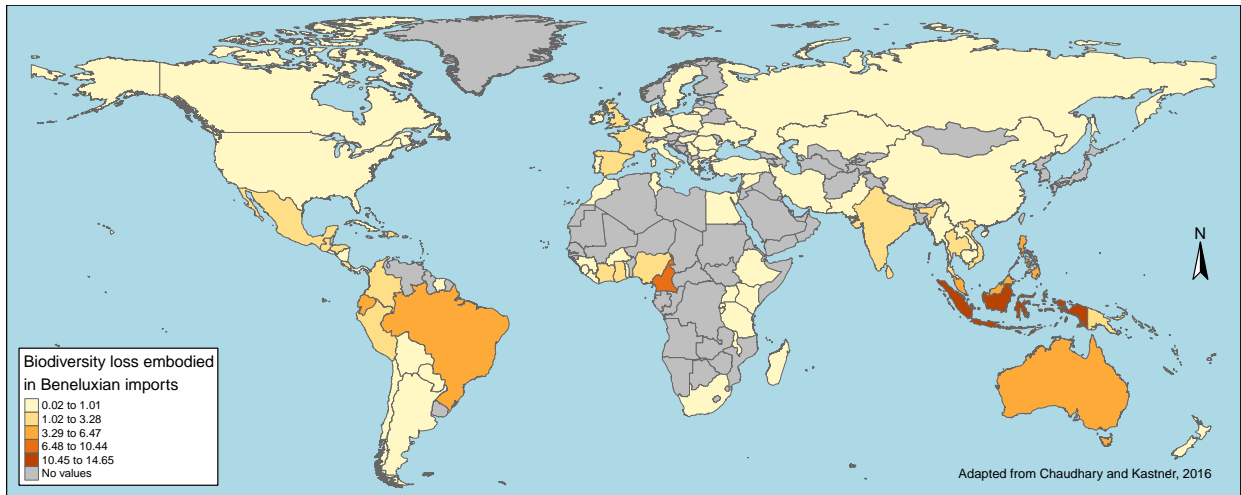 N
Biodiversity loss embodied
in Beneluxian imports
0.02 to 1.01
1.02 to 3.28
3.29 to 6.47
6.48 to 10.44
10.45 to 14.65
No values
Adapted from Chaudhary and Kastner, 2016